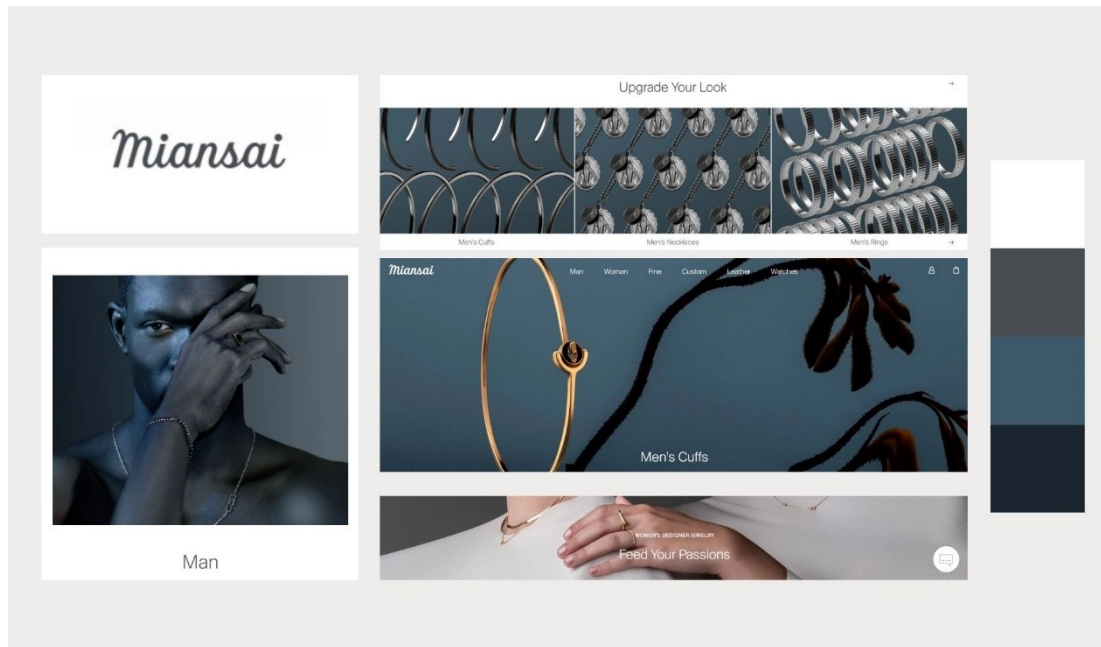 Miansai
Man
Upgrade Your Look
Men's Cuffs
Men's Necklaces
Men's Rings
Miansai
Man Woman Fine Custom Leather Watches
Men's Cuffs
WOMEN'S DESIGNER JEWELRY
Feed Your Passions